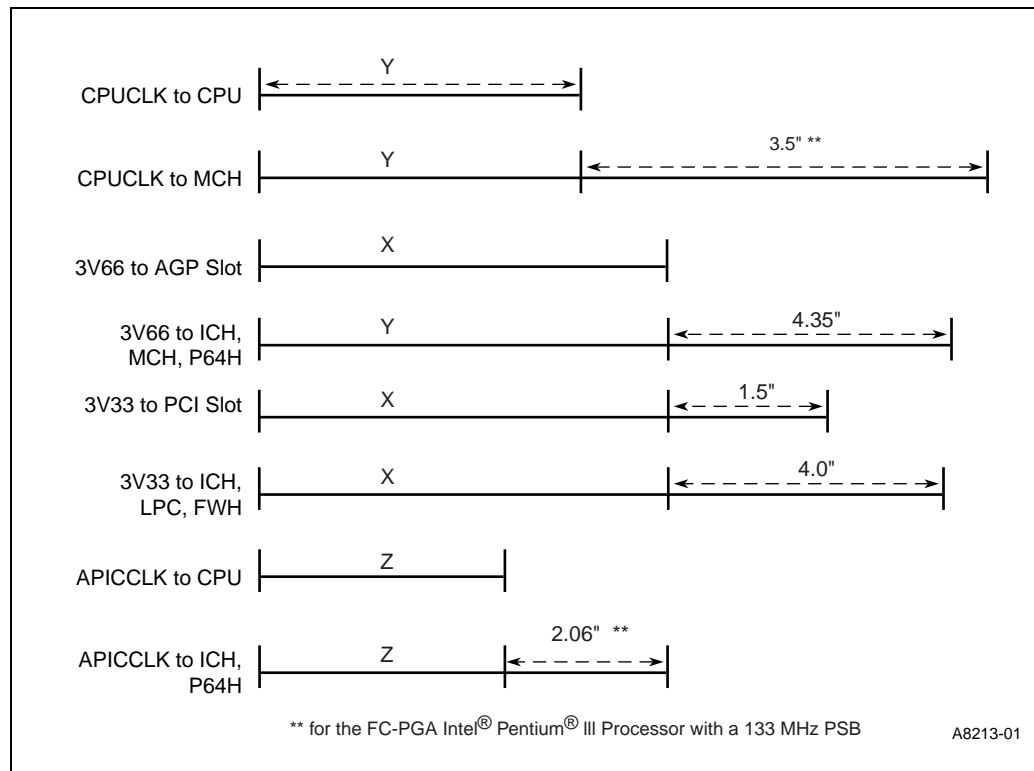 Y
CPUCLK to CPU
3.5" **
Y
CPUCLK to MCH
X
3V66 to AGP Slot
4.35"
Y
3V66 to ICH,
MCH, P64H
1.5"
X
3V33 to PCI Slot
4.0"
X
3V33 to ICH,
LPC, FWH
Z
APICCLK to CPU
2.06" **
Z
APICCLK to ICH,
P64H
** for the FC-PGA Intel® Pentium® III Processor with a 133 MHz PSB
A8213-01